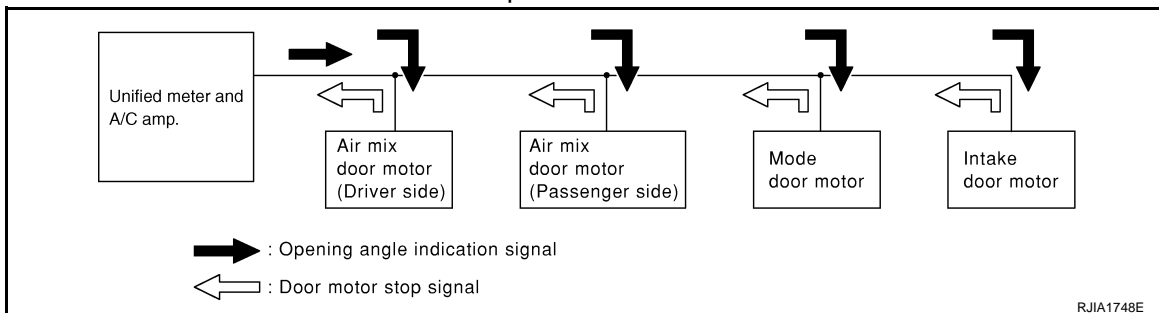 Unified meter and
A/C amp.
Air mix
door motor
(Driver side)
Air mix
door motor
(Passenger side)
Mode
door motor
Intake
door motor
: Opening angle indication signal
: Door motor stop signal
RJIA1748E